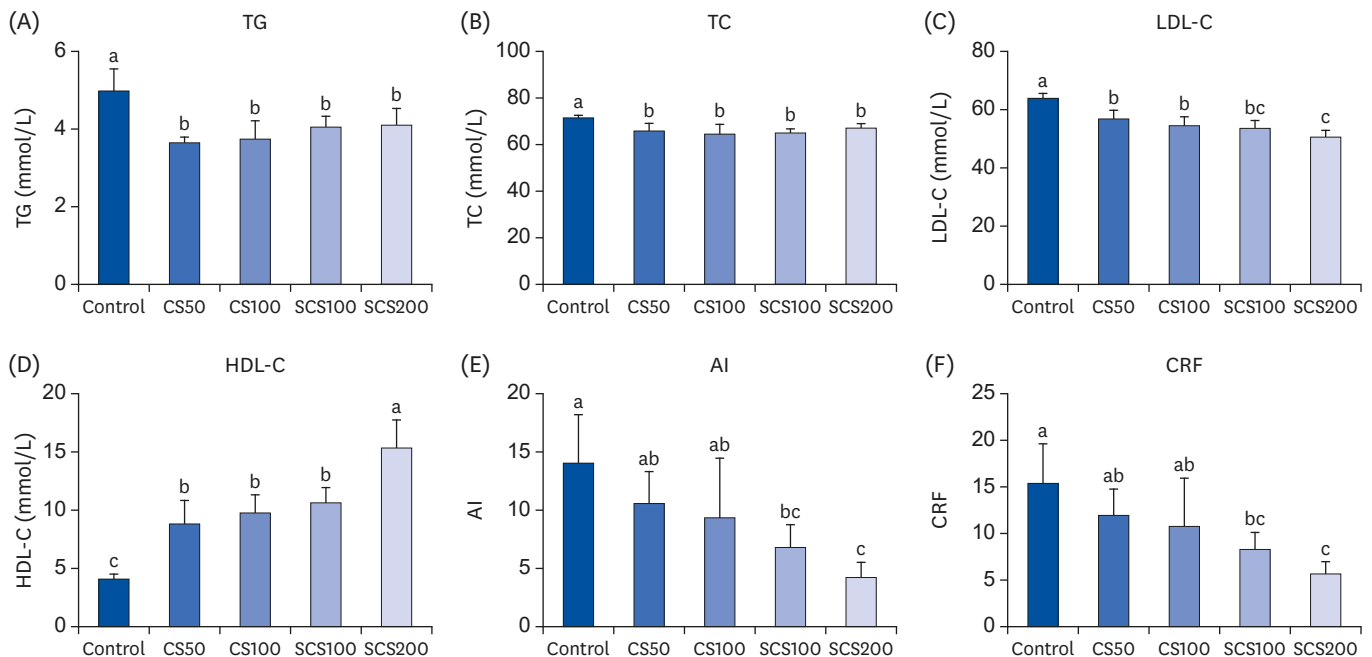 (A) TG
TG (mmol/L)
6
4
2
0
a
b
b
b
b
Control CS50 CS100 SCS100 SCS200
(B) TC
TC (mmol/L)
100
80
60
40
20
0
a
b
b
b
b
Control CS50 CS100 SCS100 SCS200
(C) LDL-C
LDL-C (mmol/L)
80
60
40
20
0
a
b
b
bc
c
Control CS50 CS100 SCS100 SCS200
(D) HDL-C
HDL-C (mmol/L)
20
15
10
5
0
c
b
b
b
a
Control CS50 CS100 SCS100 SCS200
(E) AI
AI
20
15
10
5
0
a
ab
ab
bc
c
Control CS50 CS100 SCS100 SCS200
(F) CRF
CRF
25
20
15
10
5
0
a
ab
ab
bc
c
Control CS50 CS100 SCS100 SCS200